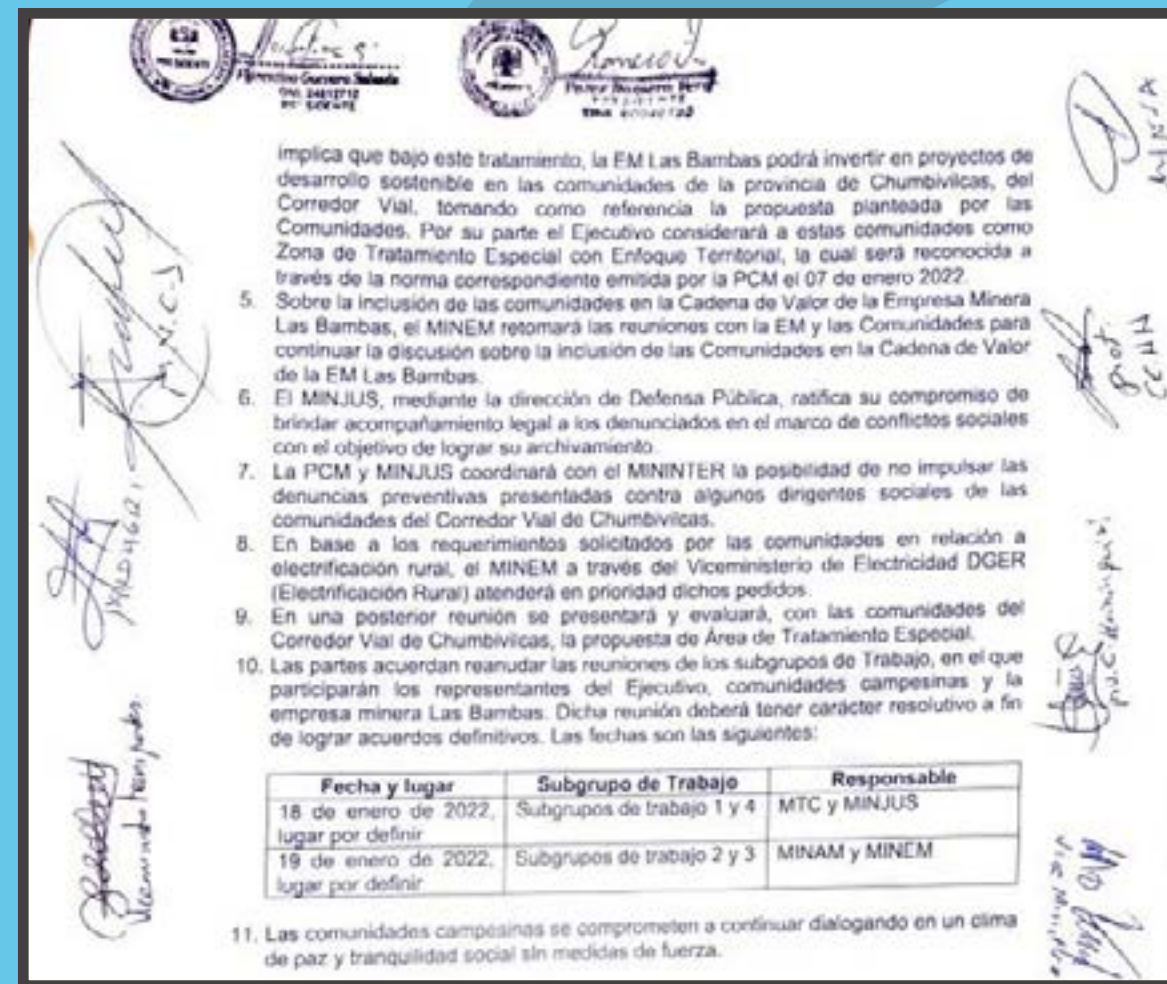 PRESIDENTE
Florentino Guevara
DNI. 24812712
PRESIDENTE
implica que bajo este tratamiento, la EM Las Bambas podrá invertir en proyectos de
desarrollo sostenible en las comunidades de la provincia de Chumbivilcas, del
Corredor Vial, tomando como referencia la propuesta planteada por las
Comunidades. Por su parte el Ejecutivo considerará a estas comunidades como
Zona de Tratamiento Especial con Enfoque Territorial, la cual será reconocida a
través de la norma correspondiente emitida por la PCM el 07 de enero 2022.
5. Sobre la inclusión de las comunidades en la Cadena de Valor de la Empresa Minera
Las Bambas, el MINEM retomará las reuniones con la EM y las Comunidades para
continuar la discusión sobre la inclusión de las Comunidades en la Cadena de Valor
de la EM Las Bambas.
6. El MINJUS, mediante la dirección de Defensa Pública, ratifica su compromiso de
brindar acompañamiento legal a los denunciados en el marco de conflictos sociales
con el objetivo de lograr su archivamiento.
7. La PCM y MINJUS coordinará con el MININTER la posibilidad de no impulsar las
denuncias preventivas presentadas contra algunos dirigentes sociales de las
comunidades del Corredor Vial de Chumbivilcas.
8. En base a los requerimientos solicitados por las comunidades en relación a
electrificación rural, el MINEM a través del Viceministerio de Electricidad DGER
(Electrificación Rural) atenderá en prioridad dichos pedidos.
9. En una posterior reunión se presentará y evaluará, con las comunidades del
Corredor Vial de Chumbivilcas, la propuesta de Área de Tratamiento Especial.
10. Las partes acuerdan reanudar las reuniones de los subgrupos de Trabajo, en el que
participarán los representantes del Ejecutivo, comunidades campesinas y la
empresa minera Las Bambas. Dicha reunión deberá tener carácter resolutivo a fin
de lograr acuerdos definitivos. Las fechas son las siguientes:
Fecha y lugar Subgrupo de Trabajo Responsable
18 de enero de 2022, Subgrupos de trabajo 1 y 4 MTC y MINJUS
lugar por definir
19 de enero de 2022, Subgrupos de trabajo 2 y 3 MINAM y MINEM
lugar por definir
11. Las comunidades campesinas se comprometen a continuar dialogando en un clima
de paz y tranquilidad social sin medidas de fuerza.